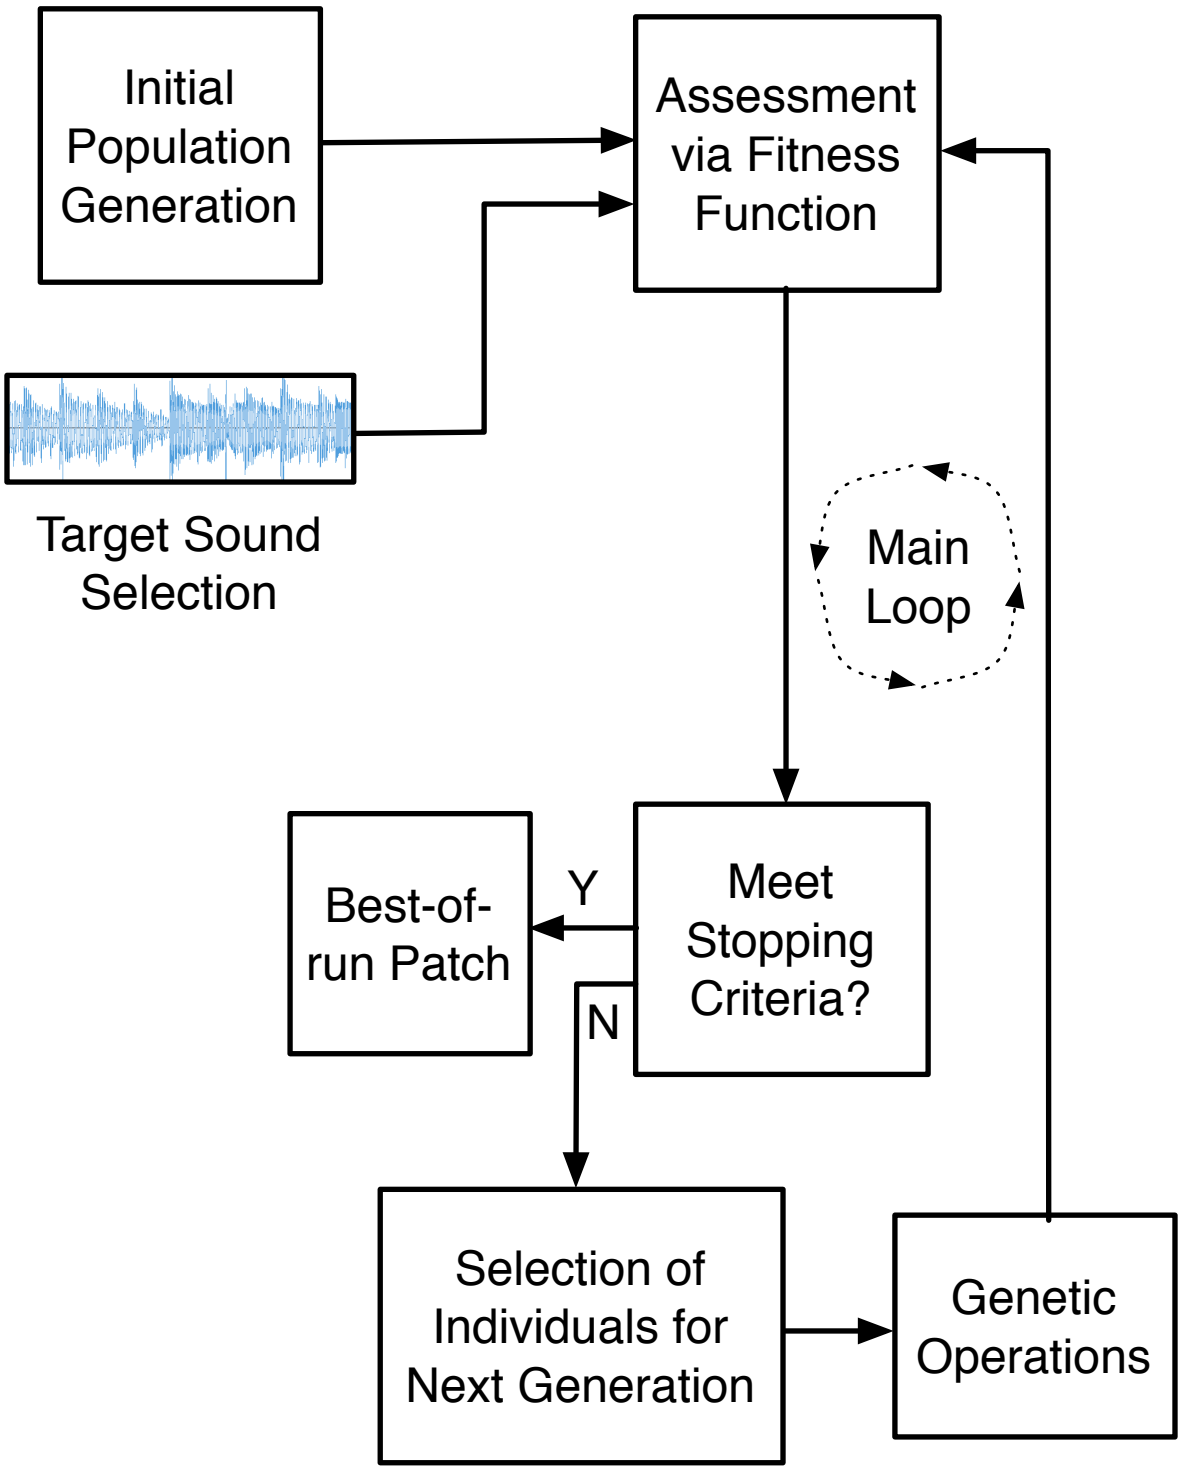 Initial
Population
Generation
Assessment
via Fitness
Function
Target Sound
Selection
Main
Loop
Best-of-
run Patch
Y
N
Meet
Stopping
Criteria?
Selection of
Individuals for
Next Generation
Genetic
Operations